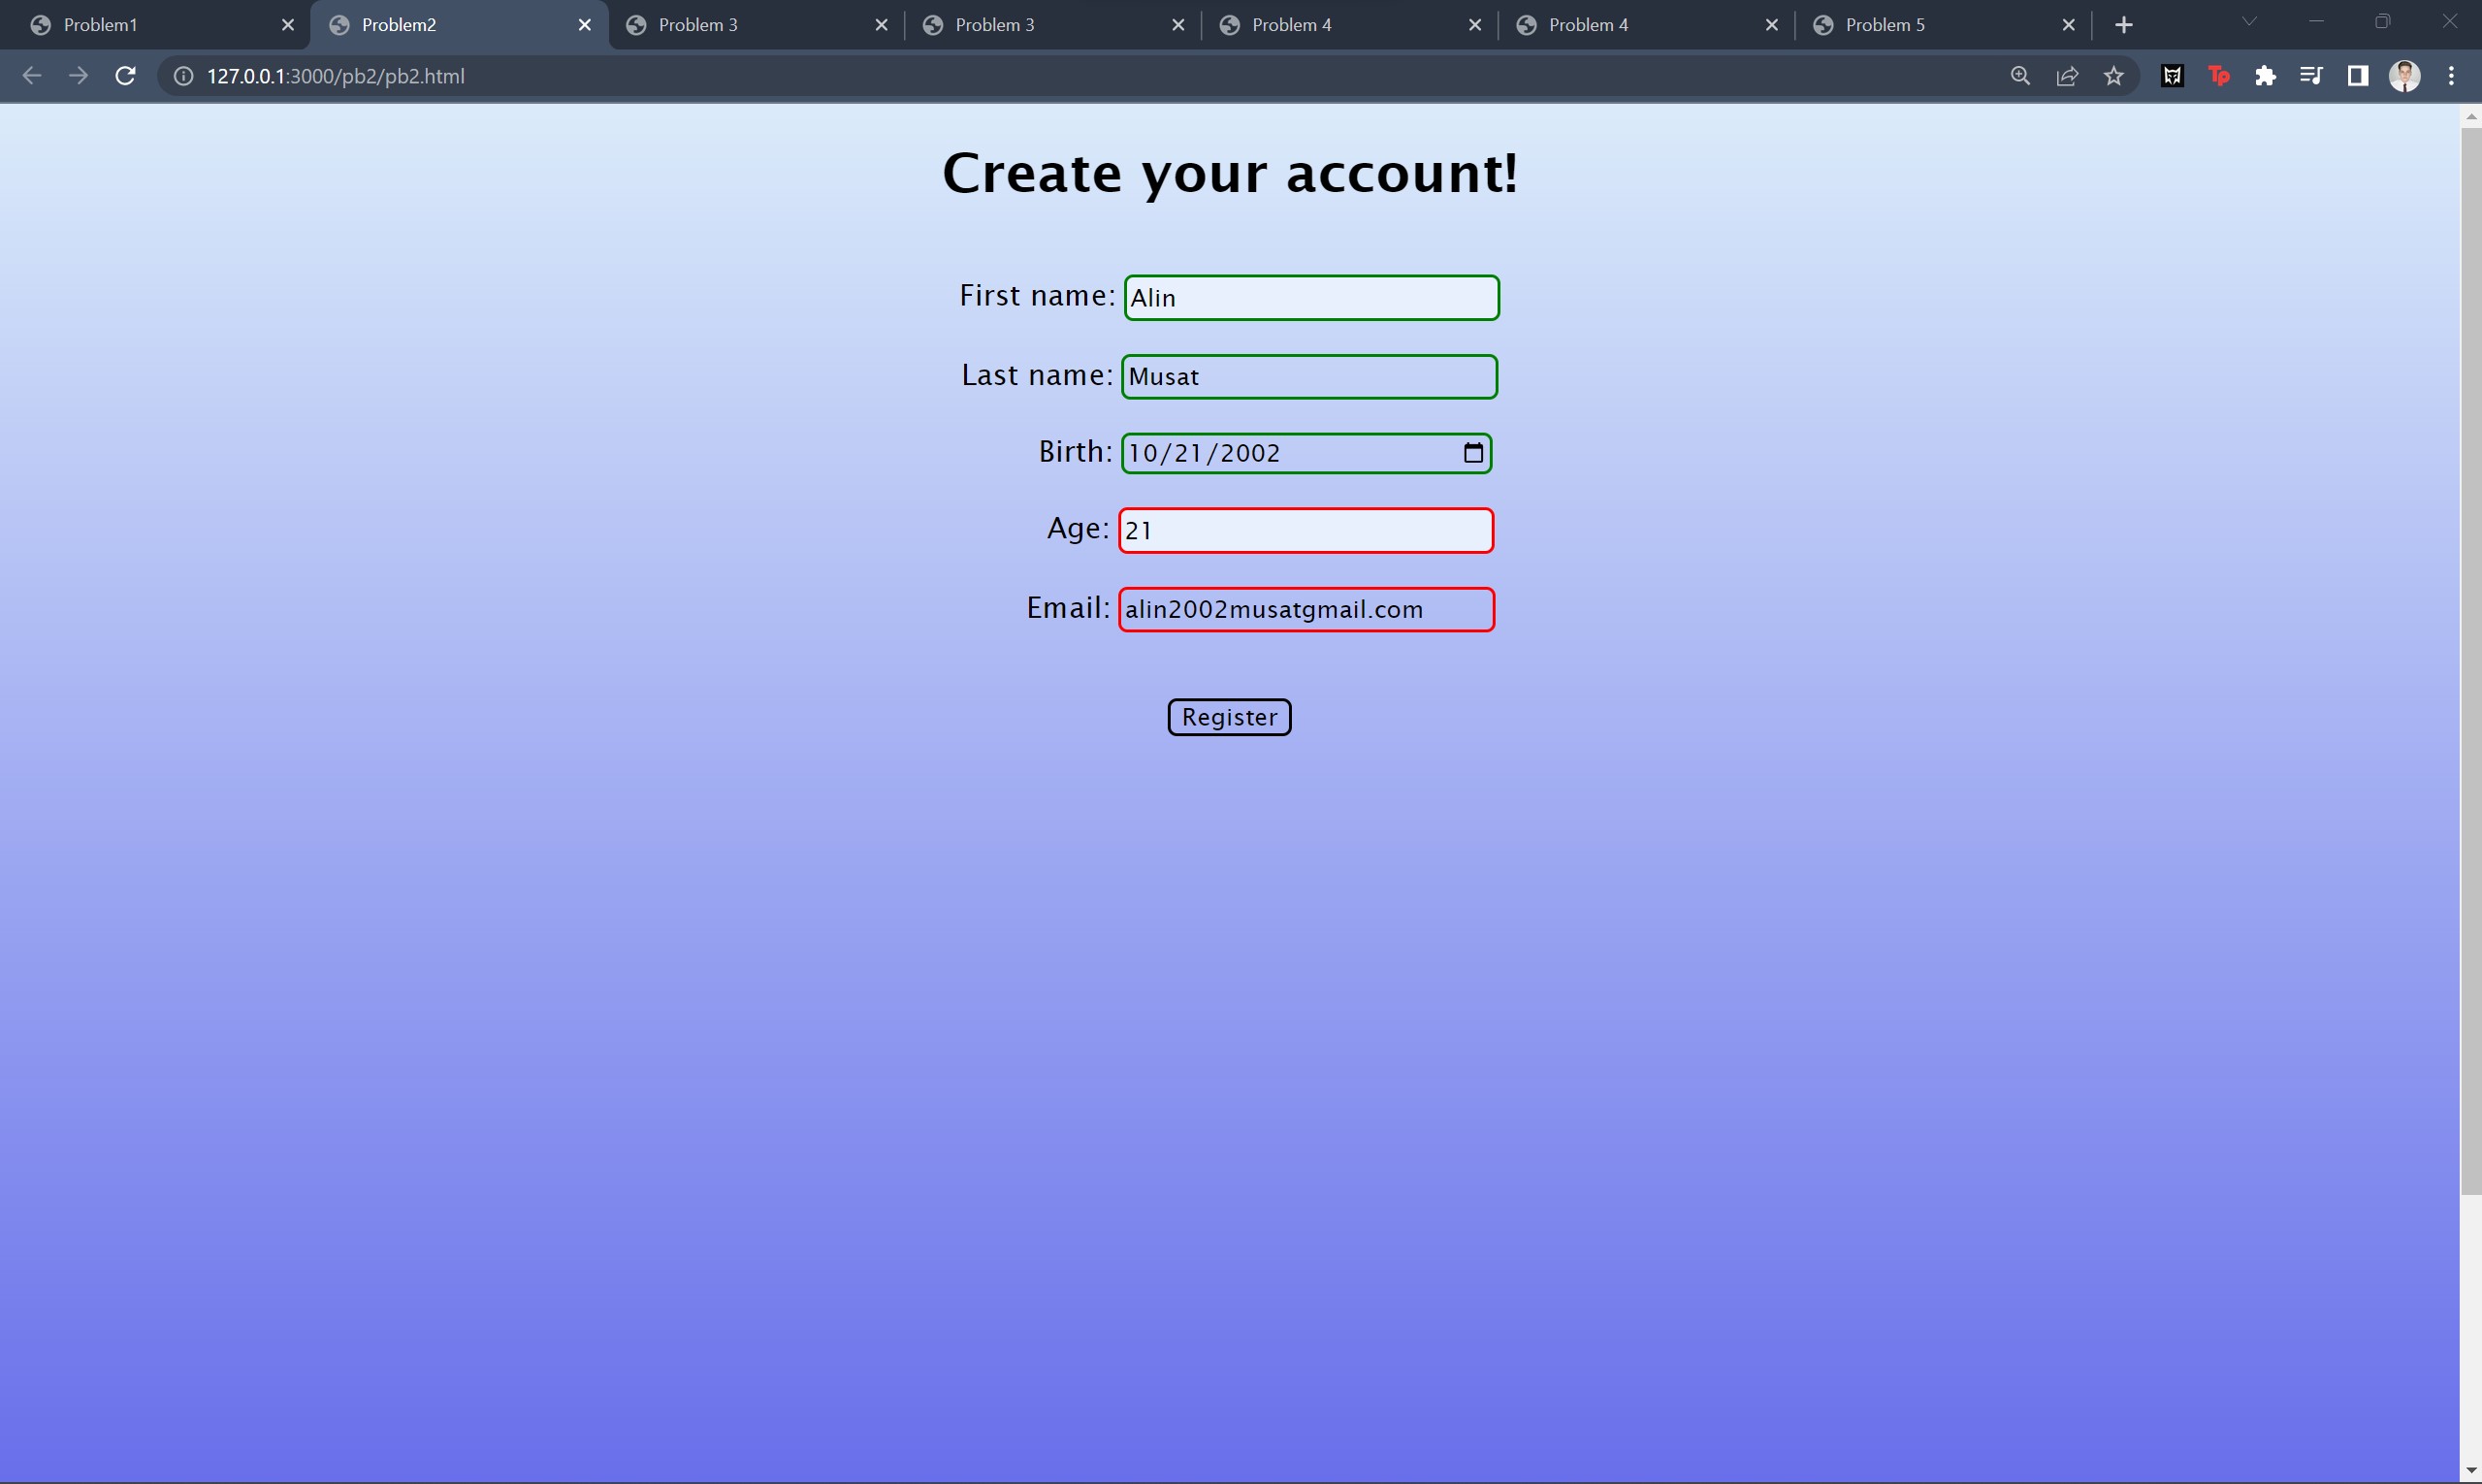 Problem1 Problem2 Problem 3 Problem 3 Problem 4 Problem 4 Problem 5
127.0.0.1:3000/pb2/pb2.html Tp
Create your account!
First name: Alin
Last name: Musat
Birth: 10/21/2002
Age: 21
Email: alin2002musatgmail.com
Register